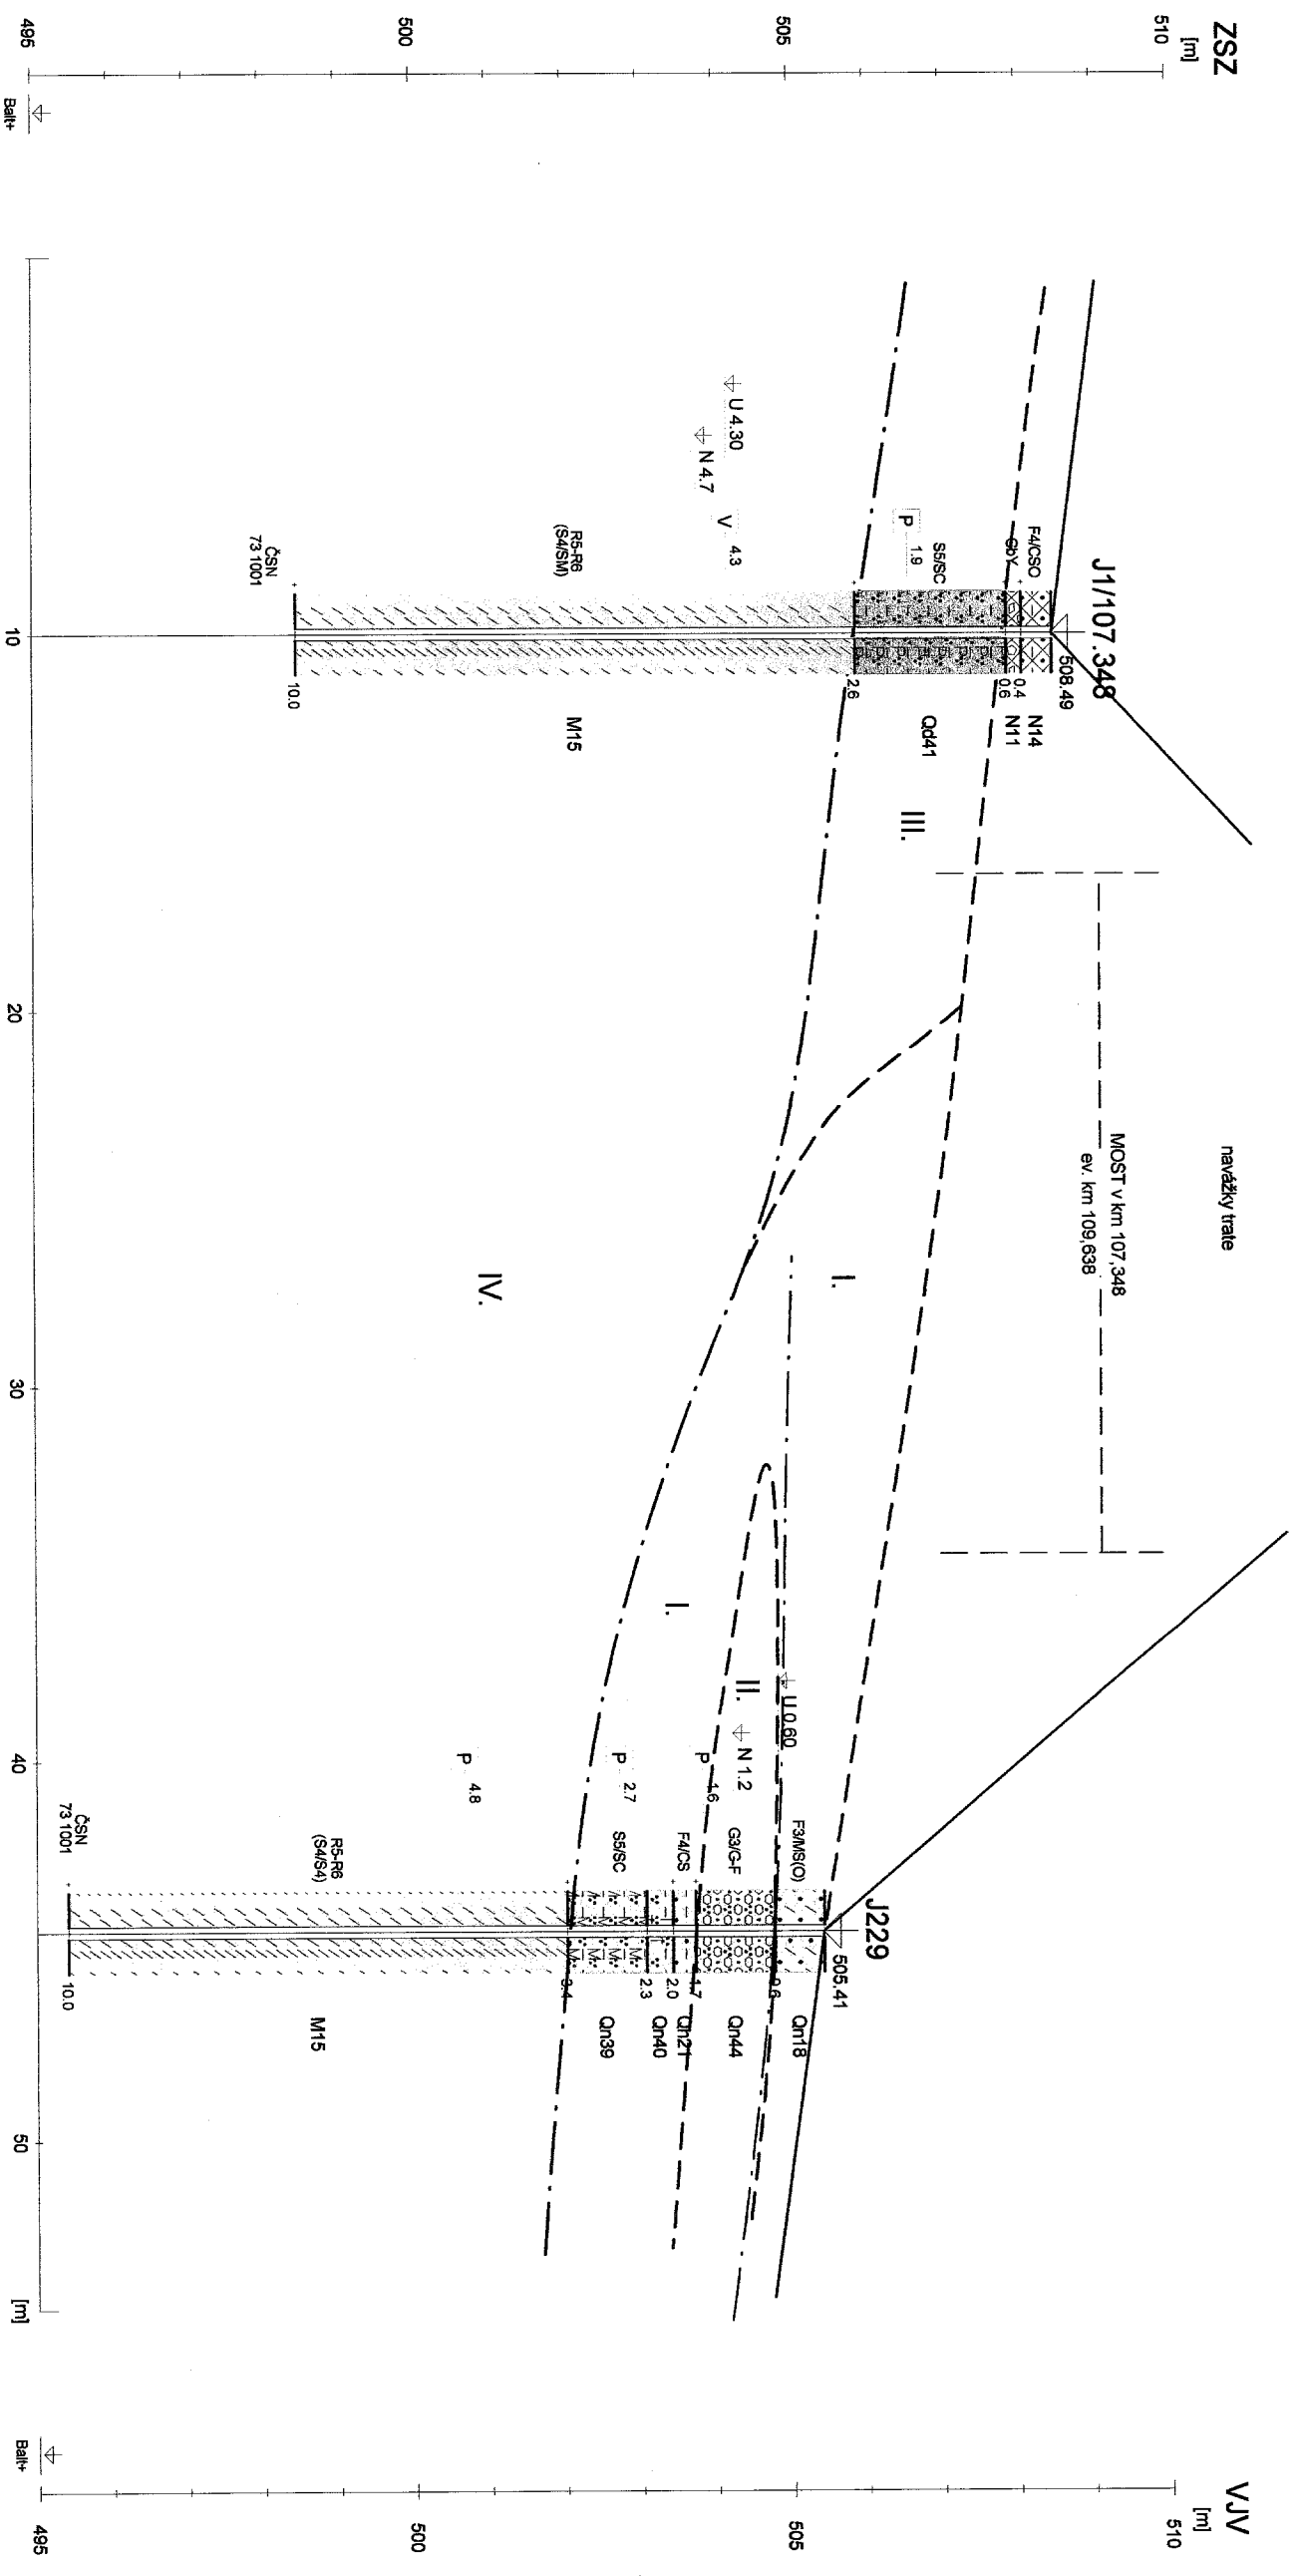 ZSZ
[m]
510
505
500
495
Balt+
J1/107.348
508.49
F4/CSO
GbY
S5/SC
P 1.9
U 4.30
N 4.7
V 4.3
R5-R6
(S4/SM)
ČSN
73 1001
0.4
0.6
2.6
10.0
N14
N11
Qd41
M15
III.
navážky trate
MOST v km 107,348
ev. km 109,638
I.
IV.
I.
II.
U 0.60
N 1.2
P 1.6
P 2.7
P 4.8
J229
505.41
F3/MS(O)
G3/G-F
F4/CS
S5/SC
R5-R6
(S4/S4)
ČSN
73 1001
0.6
1.7
2.0
2.3
3.4
10.0
Qn18
Qn44
Qn21
Qn40
Qn39
M15
10
20
30
40
50
[m]
VJV
[m]
510
505
500
495
Balt+